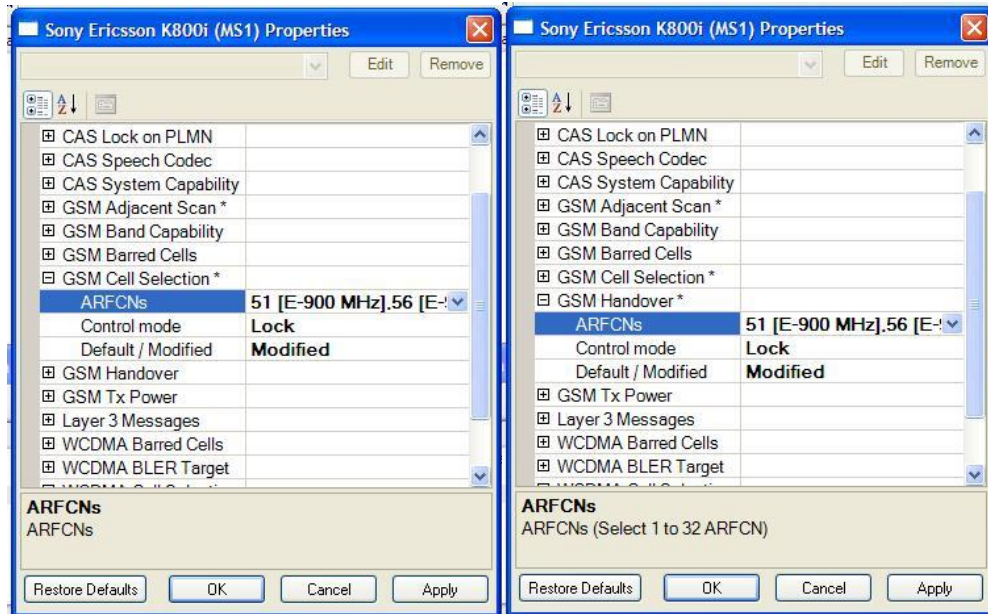 Sony Ericsson K800i (MS1) Properties
Edit Remove
CAS Lock on PLMN
CAS Speech Codec
CAS System Capability
GSM Adjacent Scan *
GSM Band Capability
GSM Barred Cells
GSM Cell Selection *
ARFCNs 51 [E-900 MHz],56 [E-
Control mode Lock
Default / Modified Modified
GSM Handover
GSM Tx Power
Layer 3 Messages
WCDMA Barred Cells
WCDMA BLER Target
ARFCNs
ARFCNs
Restore Defaults OK Cancel Apply
Sony Ericsson K800i (MS1) Properties
Edit Remove
CAS Lock on PLMN
CAS Speech Codec
CAS System Capability
GSM Adjacent Scan *
GSM Band Capability
GSM Barred Cells
GSM Cell Selection *
GSM Handover *
ARFCNs 51 [E-900 MHz],56 [E-
Control mode Lock
Default / Modified Modified
GSM Tx Power
Layer 3 Messages
WCDMA Barred Cells
WCDMA BLER Target
ARFCNs
ARFCNs (Select 1 to 32 ARFCN)
Restore Defaults OK Cancel Apply